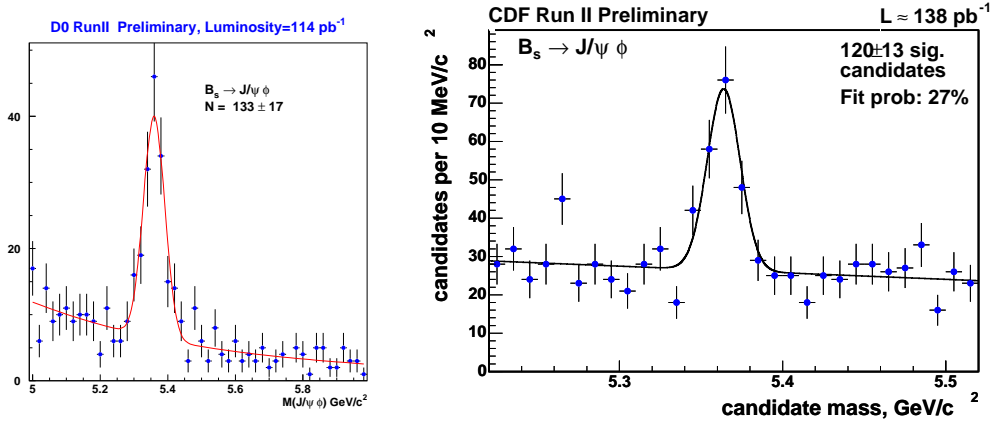 D0 RunII Preliminary, Luminosity=114 pb⁻¹
B_s → J/ψ φ
N = 133 ± 17
40
20
0
5
5.2
5.4
5.6
5.8
M(J/ψ φ) GeV/c²
CDF Run II Preliminary
L ≈ 138 pb⁻¹
B_s → J/ψ φ
120±13 sig.
candidates
Fit prob: 27%
candidates per 10 MeV/c²
80
70
60
50
40
30
20
10
0
5.3
5.4
5.5
candidate mass, GeV/c²